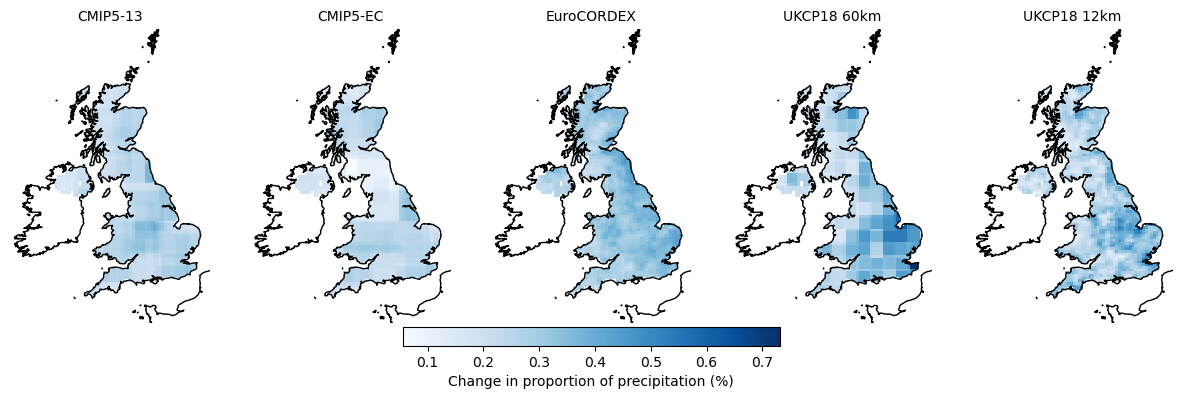 CMIP5-13 CMIP5-EC EuroCORDEX UKCP18 60km UKCP18 12km
0.1 0.2 0.3 0.4 0.5 0.6 0.7
Change in proportion of precipitation (%)